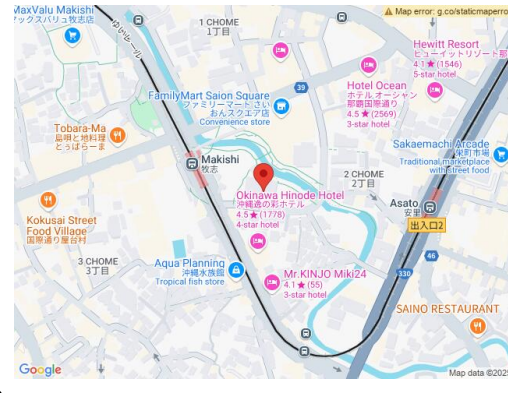 MaxValu Makishi
マックスバリュ牧志店
ゆいレール
1 CHOME
1丁目
Map error: g.co/staticmaperro
Hewitt Resort
ヒューイットリゾート那
4.1★(1546)
5-star hotel
Hotel Ocean
ホテル オーシャン
那覇国際通り
4.5★(2569)
3-star hotel
39
FamilyMart Saion Square
ファミリーマート さい
おんスクエア店
Convenience store
Tobara-Ma
島唄と地料理
とぅばらーま
Makishi
牧志
Sakaemachi Arcade
栄町市場
Traditional marketplace
with street food
2 CHOME
2丁目
Okinawa Hinode Hotel
沖縄逸の彩ホテル
4.5★(1778)
4-star hotel
Asato
安里
出入口2
Kokusai Street
Food Village
国際通り屋台村
3 CHOME
3丁目
Aqua Planning
沖縄水族館
Tropical fish store
46
330
Mr.KINJO Miki24
4.1★(55)
3-star hotel
SAINO RESTAURANT
Google
Map data ©2025